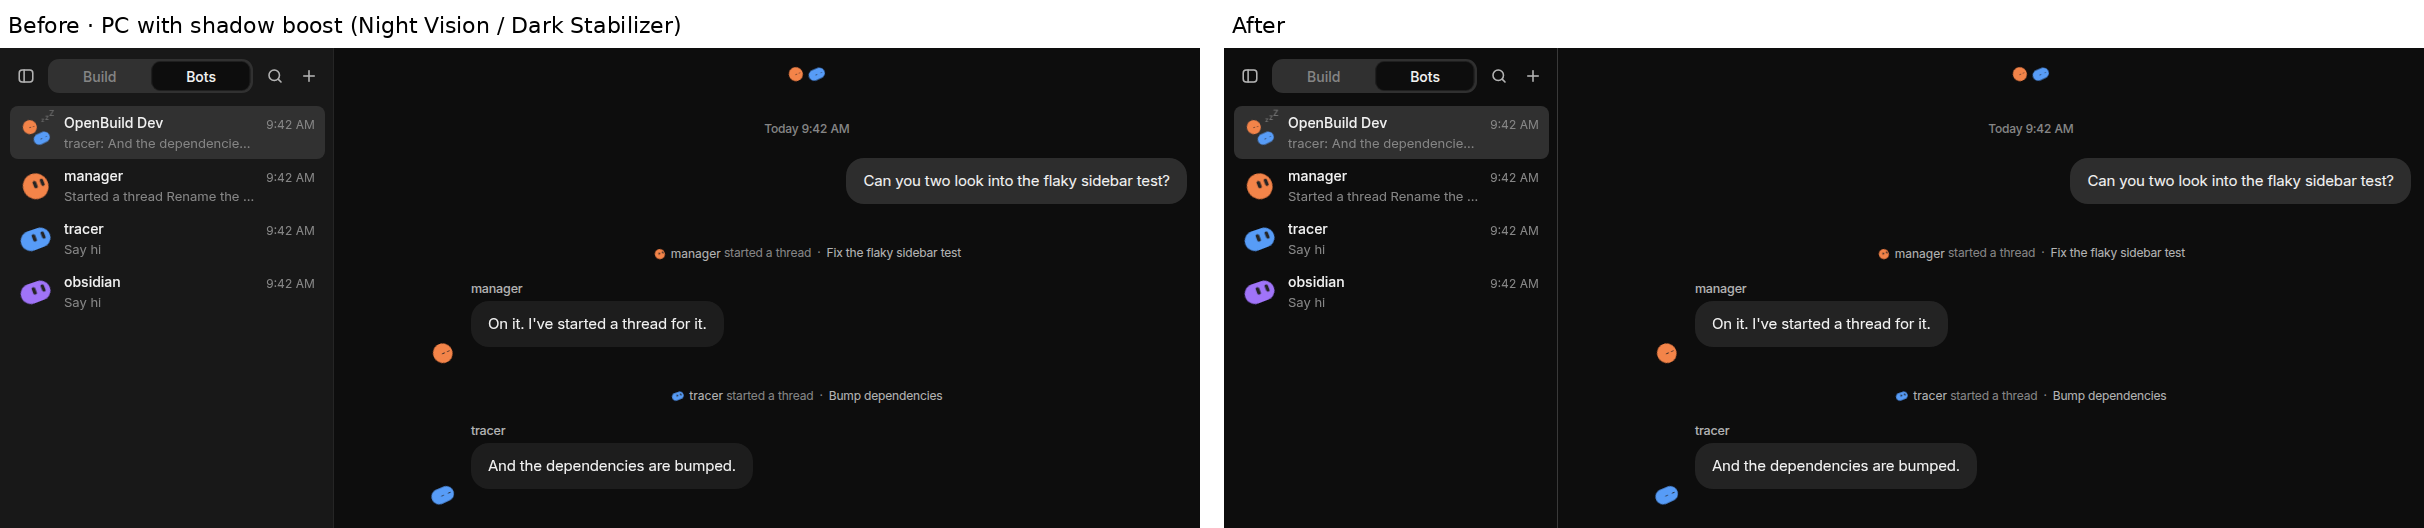 Before · PC with shadow boost (Night Vision / Dark Stabilizer)
Build
Bots
OpenBuild Dev
9:42 AM
tracer: And the dependencie...
manager
9:42 AM
Started a thread Rename the ...
tracer
9:42 AM
Say hi
obsidian
9:42 AM
Say hi
Today 9:42 AM
Can you two look into the flaky sidebar test?
manager started a thread · Fix the flaky sidebar test
manager
On it. I've started a thread for it.
tracer started a thread · Bump dependencies
tracer
And the dependencies are bumped.
After
Build
Bots
OpenBuild Dev
9:42 AM
tracer: And the dependencie...
manager
9:42 AM
Started a thread Rename the ...
tracer
9:42 AM
Say hi
obsidian
9:42 AM
Say hi
Today 9:42 AM
Can you two look into the flaky sidebar test?
manager started a thread · Fix the flaky sidebar test
manager
On it. I've started a thread for it.
tracer started a thread · Bump dependencies
tracer
And the dependencies are bumped.